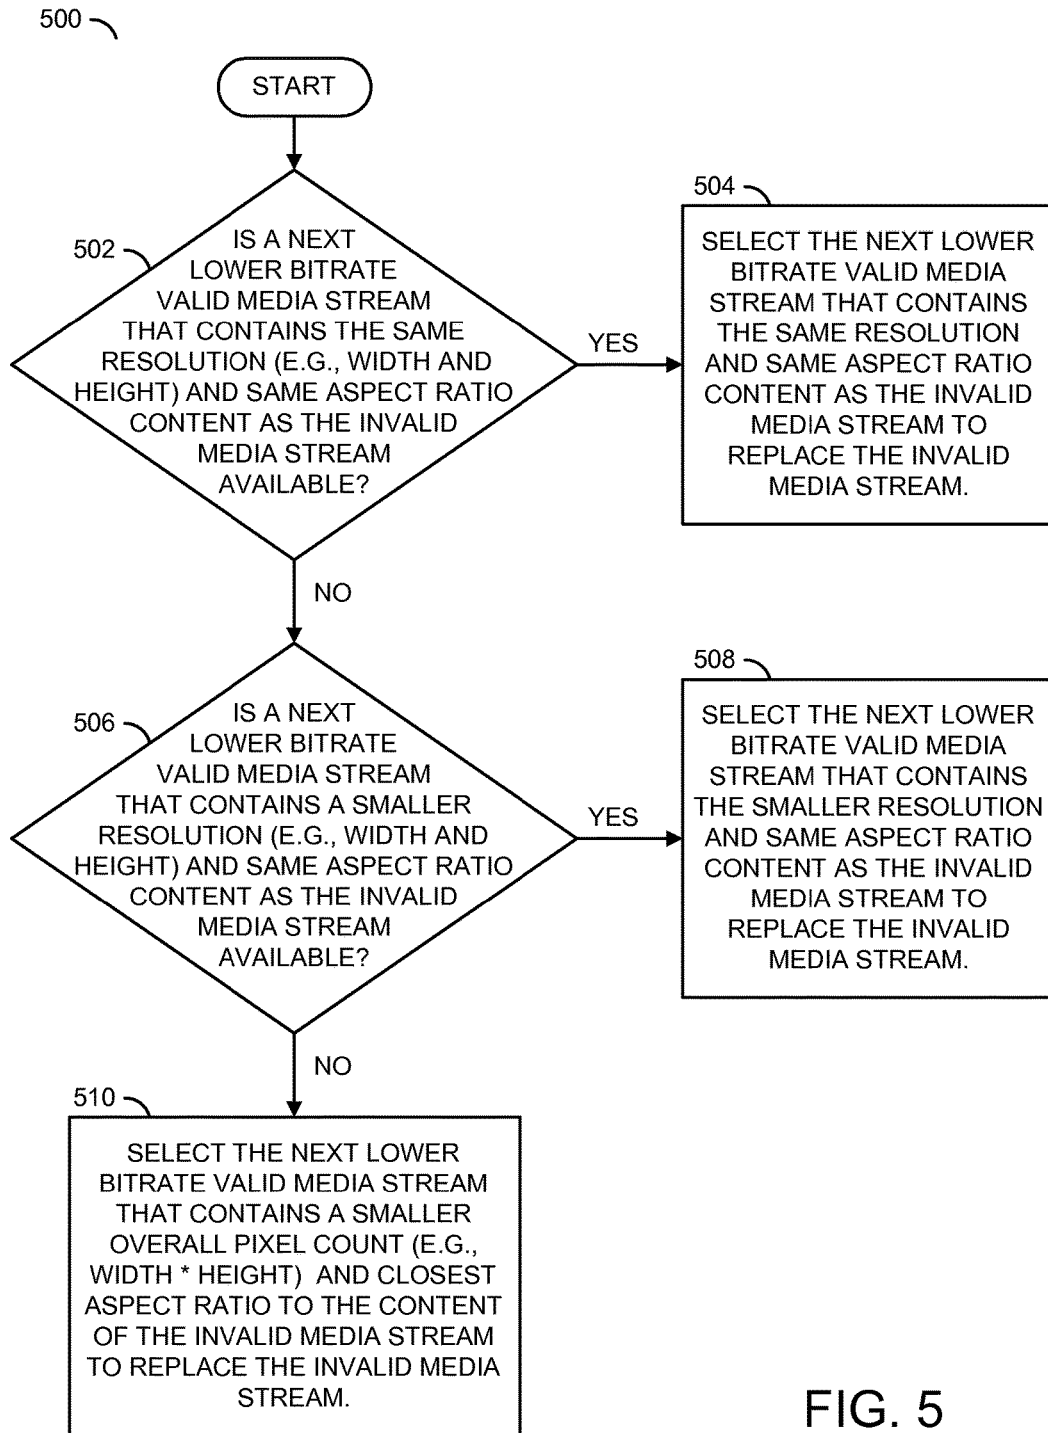 500
START
502
IS A NEXT
LOWER BITRATE
VALID MEDIA STREAM
THAT CONTAINS THE SAME
RESOLUTION (E.G., WIDTH AND
HEIGHT) AND SAME ASPECT RATIO
CONTENT AS THE INVALID
MEDIA STREAM
AVAILABLE?
YES
504
SELECT THE NEXT LOWER
BITRATE VALID MEDIA
STREAM THAT CONTAINS
THE SAME RESOLUTION
AND SAME ASPECT RATIO
CONTENT AS THE INVALID
MEDIA STREAM TO
REPLACE THE INVALID
MEDIA STREAM.
NO
506
IS A NEXT
LOWER BITRATE
VALID MEDIA STREAM
THAT CONTAINS A SMALLER
RESOLUTION (E.G., WIDTH AND
HEIGHT) AND SAME ASPECT RATIO
CONTENT AS THE INVALID
MEDIA STREAM
AVAILABLE?
YES
508
SELECT THE NEXT LOWER
BITRATE VALID MEDIA
STREAM THAT CONTAINS
THE SMALLER RESOLUTION
AND SAME ASPECT RATIO
CONTENT AS THE INVALID
MEDIA STREAM TO
REPLACE THE INVALID
MEDIA STREAM.
NO
510
SELECT THE NEXT LOWER
BITRATE VALID MEDIA STREAM
THAT CONTAINS A SMALLER
OVERALL PIXEL COUNT (E.G.,
WIDTH * HEIGHT) AND CLOSEST
ASPECT RATIO TO THE CONTENT
OF THE INVALID MEDIA STREAM
TO REPLACE THE INVALID MEDIA
STREAM.
FIG. 5